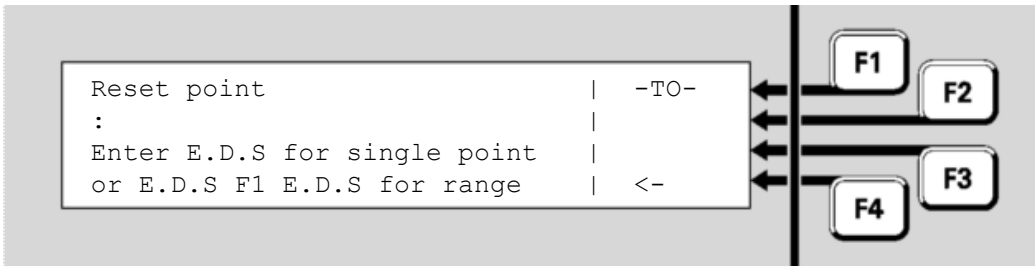 Reset point | -TO-
: |
Enter E.D.S for single point |
or E.D.S F1 E.D.S for range | <-
F1
F2
F3
F4